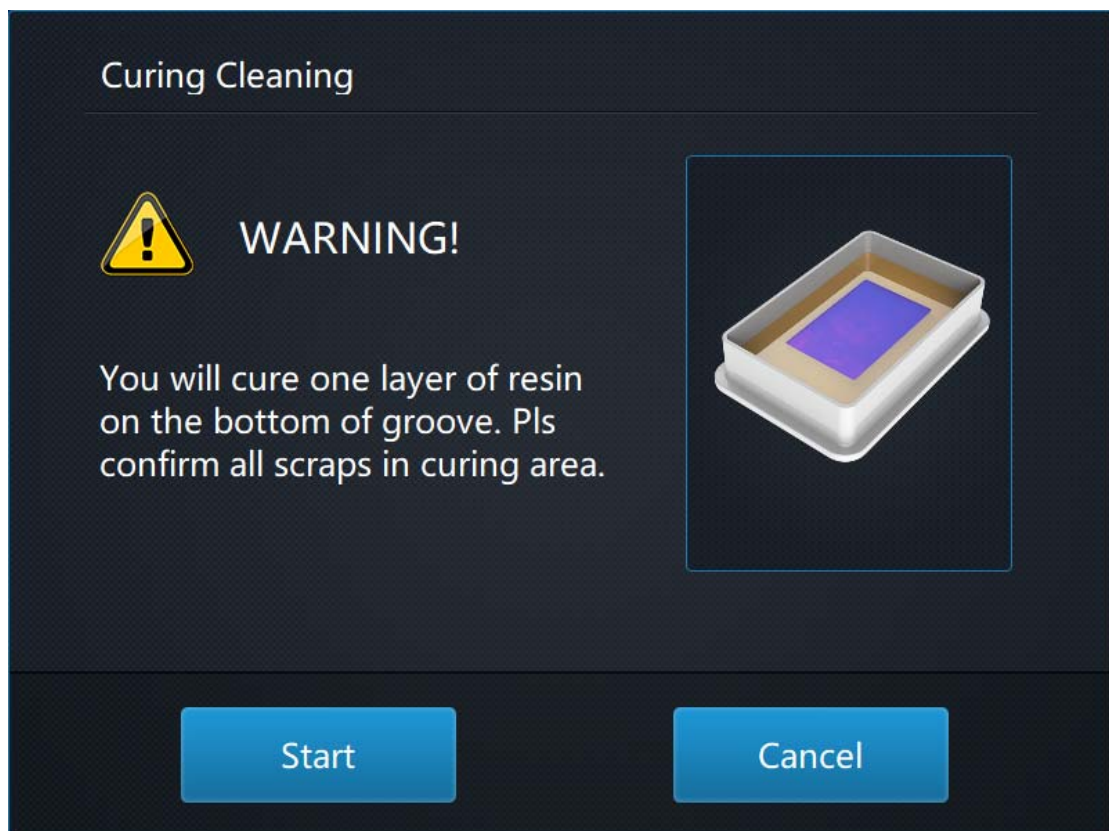 Curing Cleaning
WARNING!
You will cure one layer of resin
on the bottom of groove. Pls
confirm all scraps in curing area.
Start
Cancel